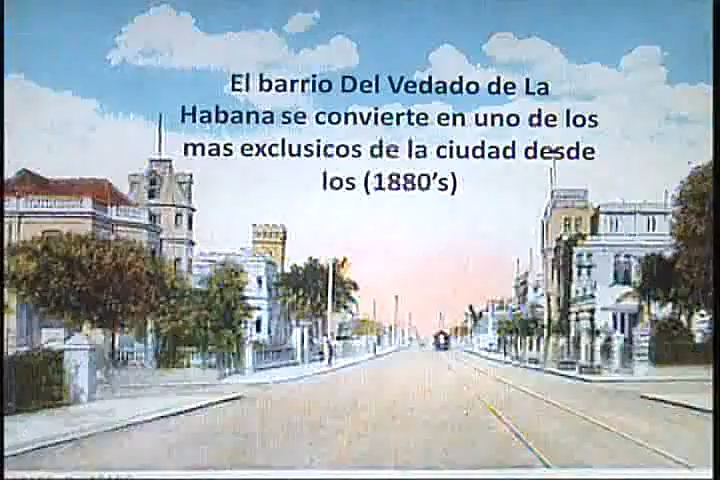 El barrio Del Vedado de La
Habana se convierte en uno de los
mas exclusicos de la ciudad desde
los (1880's)